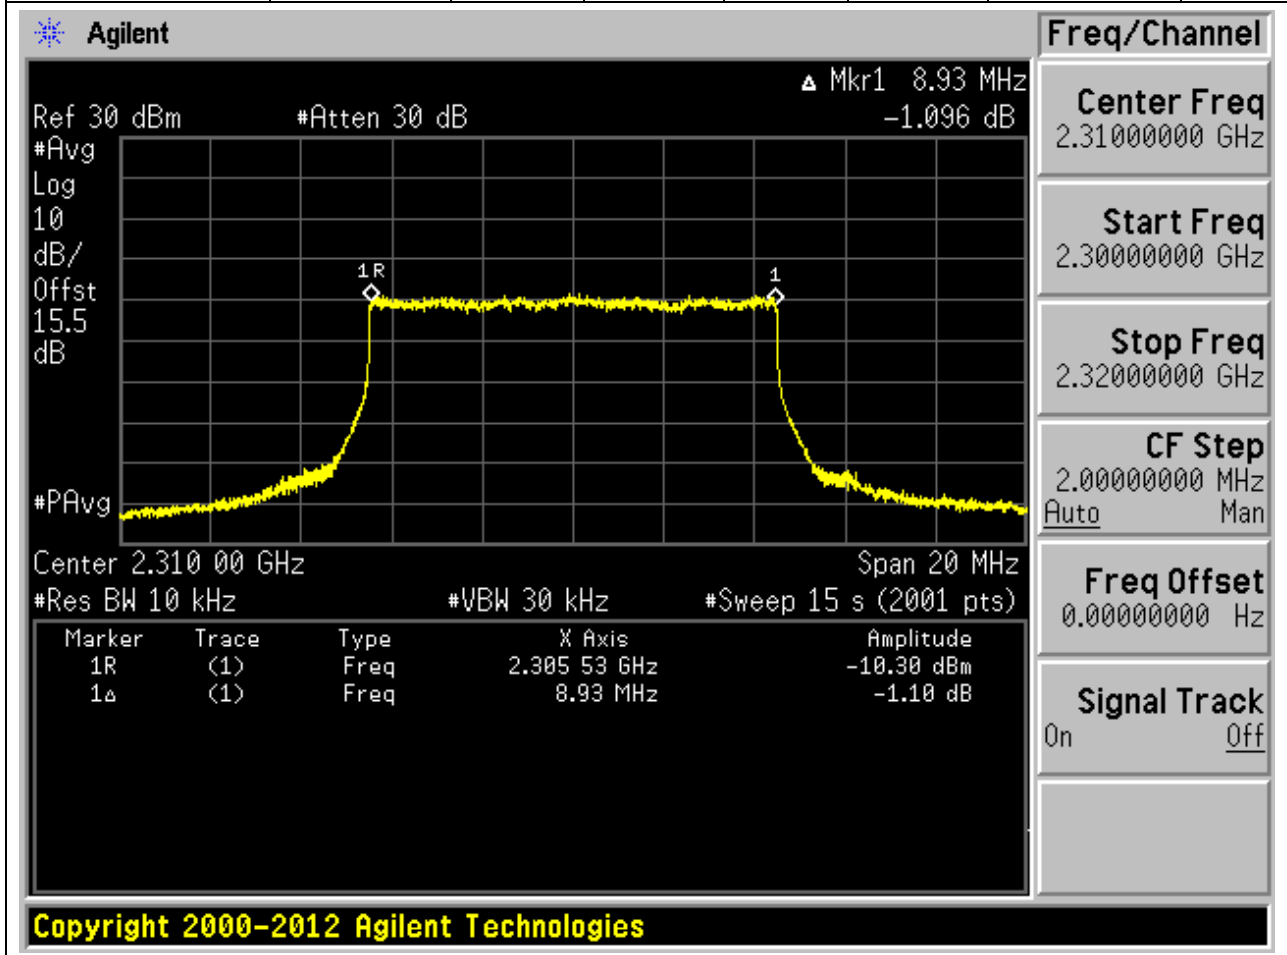 Agilent
Freq/Channel
▵ Mkr1 8.93 MHz
Ref 30 dBm #Atten 30 dB -1.096 dB
#Avg
Log
10
dB/
Offst
15.5
dB
#PAvg
1R
1
Center 2.310 00 GHz Span 20 MHz
#Res BW 10 kHz #VBW 30 kHz #Sweep 15 s (2001 pts)
Marker Trace Type X Axis Amplitude
1R (1) Freq 2.305 53 GHz -10.30 dBm
1▵ (1) Freq 8.93 MHz -1.10 dB
Center Freq
2.31000000 GHz
Start Freq
2.30000000 GHz
Stop Freq
2.32000000 GHz
CF Step
2.00000000 MHz
Auto Man
Freq Offset
0.00000000 Hz
Signal Track
On Off
Copyright 2000-2012 Agilent Technologies